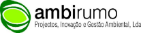 ambirumo
Projectos, Inovação e Gestão Ambiental, Lda